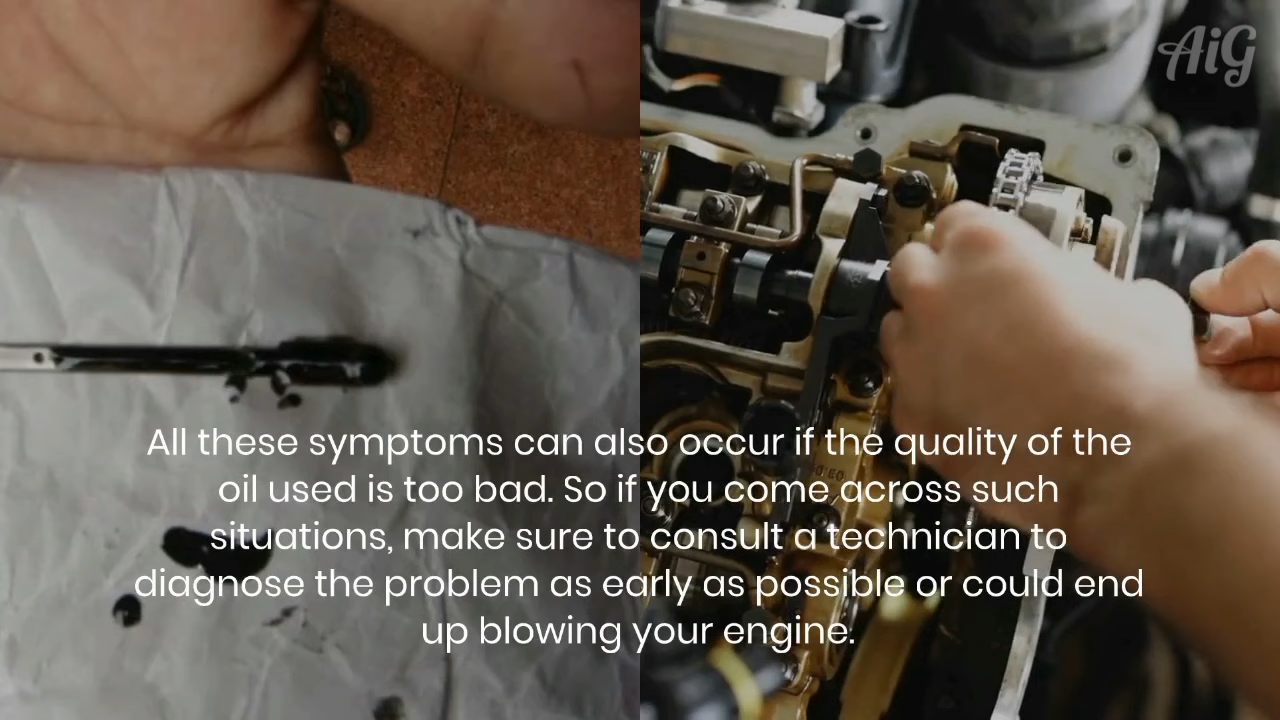 AiG
All these symptoms can also occur if the quality of the
oil used is too bad. So if you come across such
situations, make sure to consult a technician to
diagnose the problem as early as possible or could end
up blowing your engine.